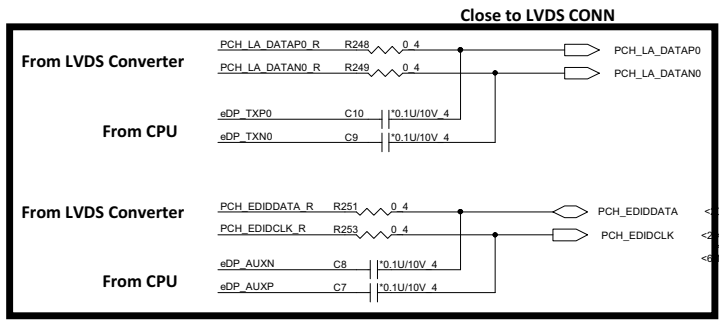 Close to LVDS CONN
From LVDS Converter
PCH_LA_DATAP0_R R248 0_4 PCH_LA_DATAP0
PCH_LA_DATAN0_R R249 0_4 PCH_LA_DATAN0
From CPU
eDP_TXP0 C10 *0.1U/10V_4
eDP_TXN0 C9 *0.1U/10V_4
From LVDS Converter
PCH_EDIDDATA_R R251 0_4 PCH_EDIDDATA
PCH_EDIDCLK_R R253 0_4 PCH_EDIDCLK
From CPU
eDP_AUXN C8 *0.1U/10V_4
eDP_AUXP C7 *0.1U/10V_4